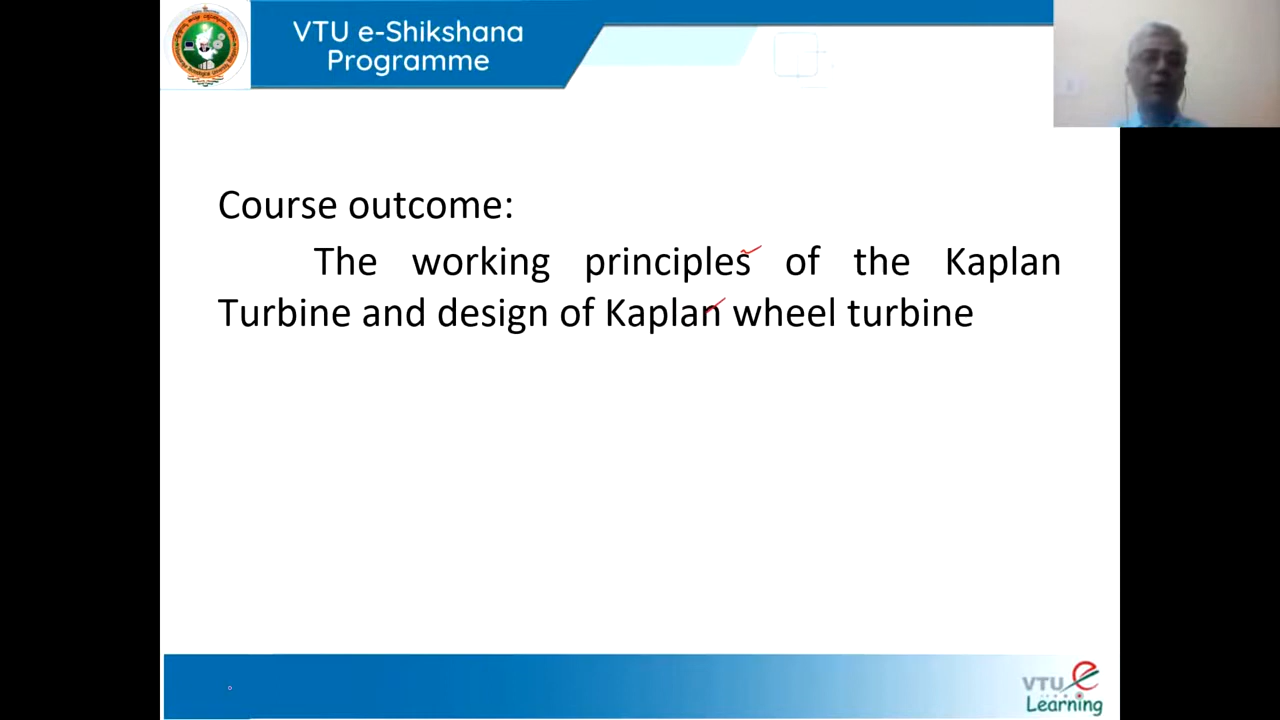 VTU e-Shikshana
Programme
Course outcome:
The working principles of the Kaplan
Turbine and design of Kaplan wheel turbine
VTU e
Learning